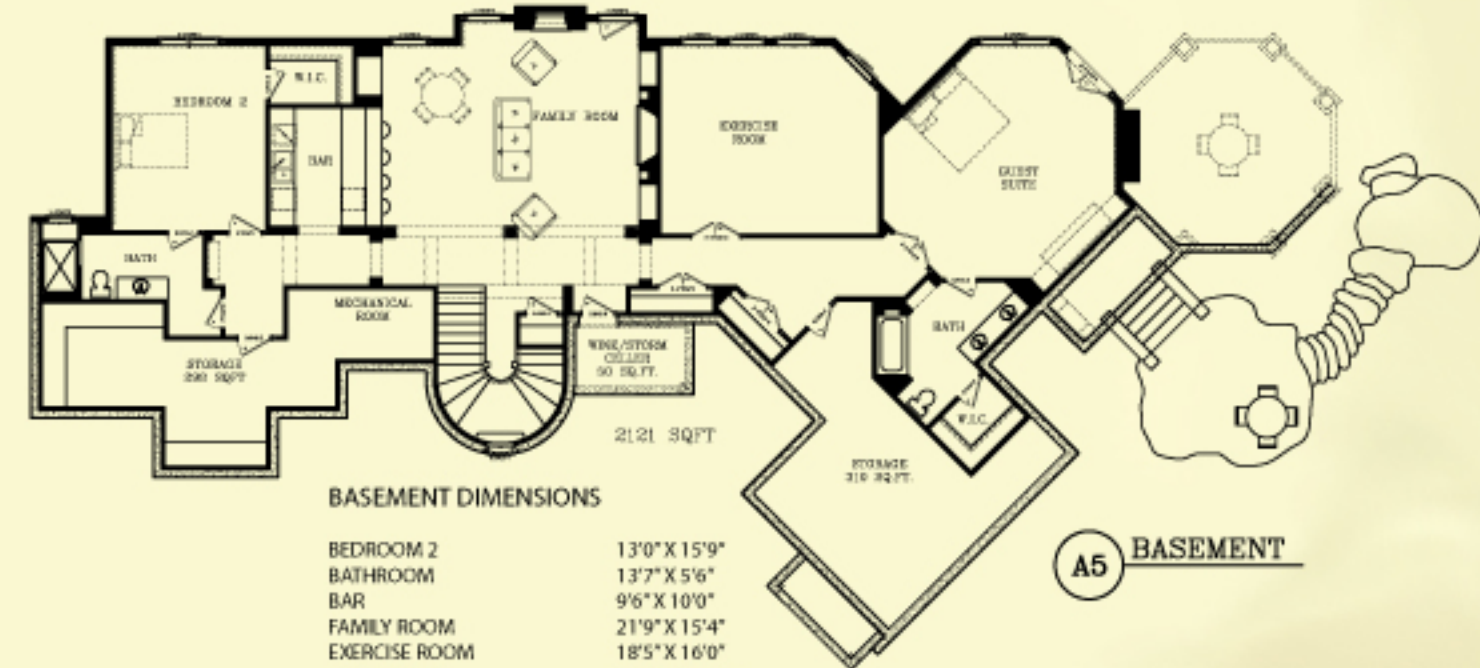 BEDROOM 2
W.I.C.
BAR
FAMILY ROOM
EXERCISE
ROOM
GUEST
SUITE
BATH
MECHANICAL
ROOM
STORAGE
298 SQFT
WINE/STORM
CELLER
90 SQ.FT.
BATH
W.I.C.
2121 SQFT
STORAGE
319 SQ.FT.
BASEMENT DIMENSIONS
BEDROOM 2 13'0" X 15'9"
BATHROOM 13'7" X 5'6"
BAR 9'6" X 10'0"
FAMILY ROOM 21'9" X 15'4"
EXERCISE ROOM 18'5" X 16'0"
A5 BASEMENT